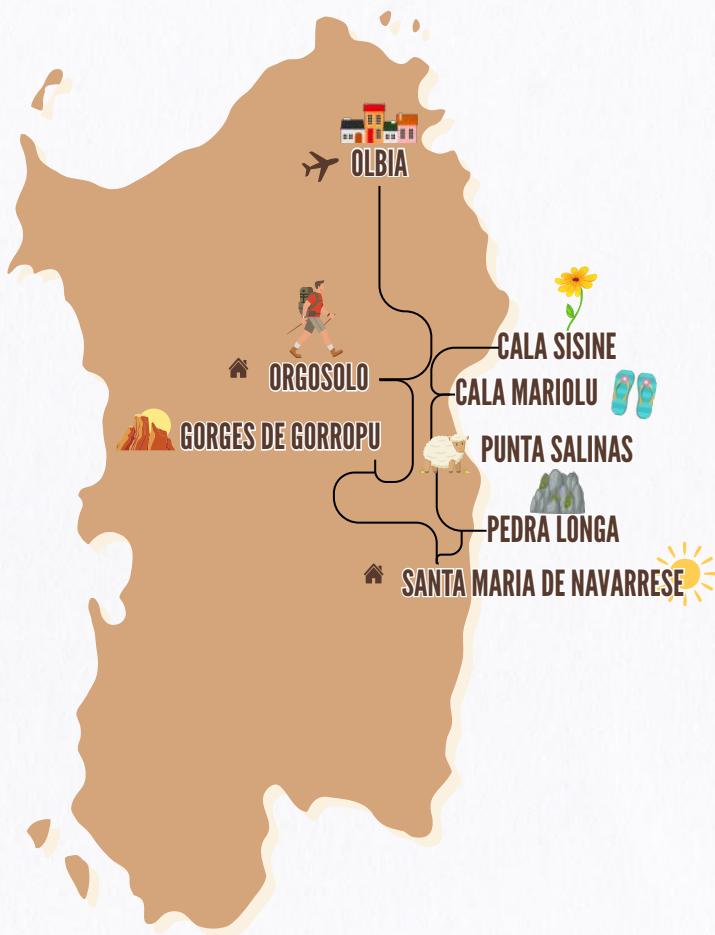 OLBIA
CALA SISINE
ORGOSOLO
CALA MARIOLU
GORGES DE GORROPU
PUNTA SALINAS
PEDRA LONGA
SANTA MARIA DE NAVARRESE